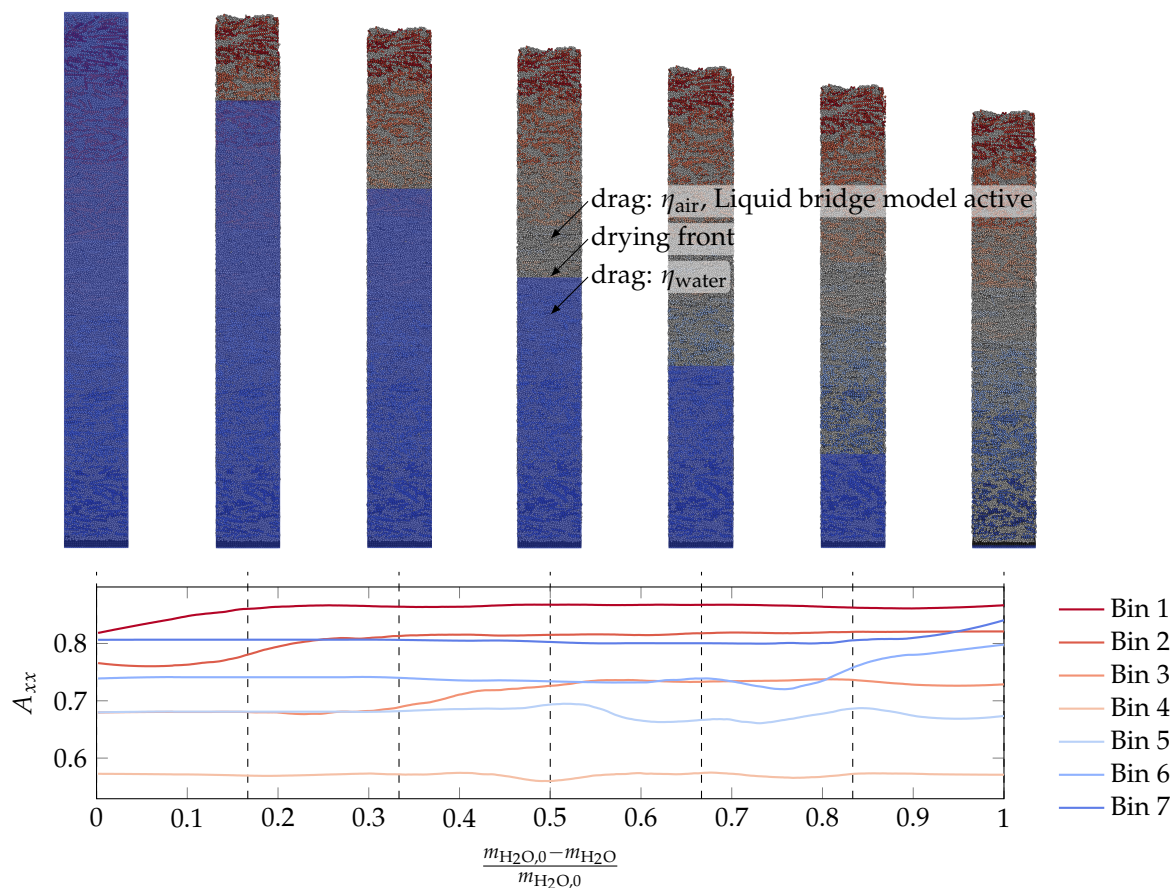 drag: ηair, Liquid bridge model active
drying front
drag: ηwater
0.8
0.7
0.6
Axx
0 0.1 0.2 0.3 0.4 0.5 0.6 0.7 0.8 0.9 1
mH2O,0−mH2O
mH2O,0
Bin 1
Bin 2
Bin 3
Bin 4
Bin 5
Bin 6
Bin 7